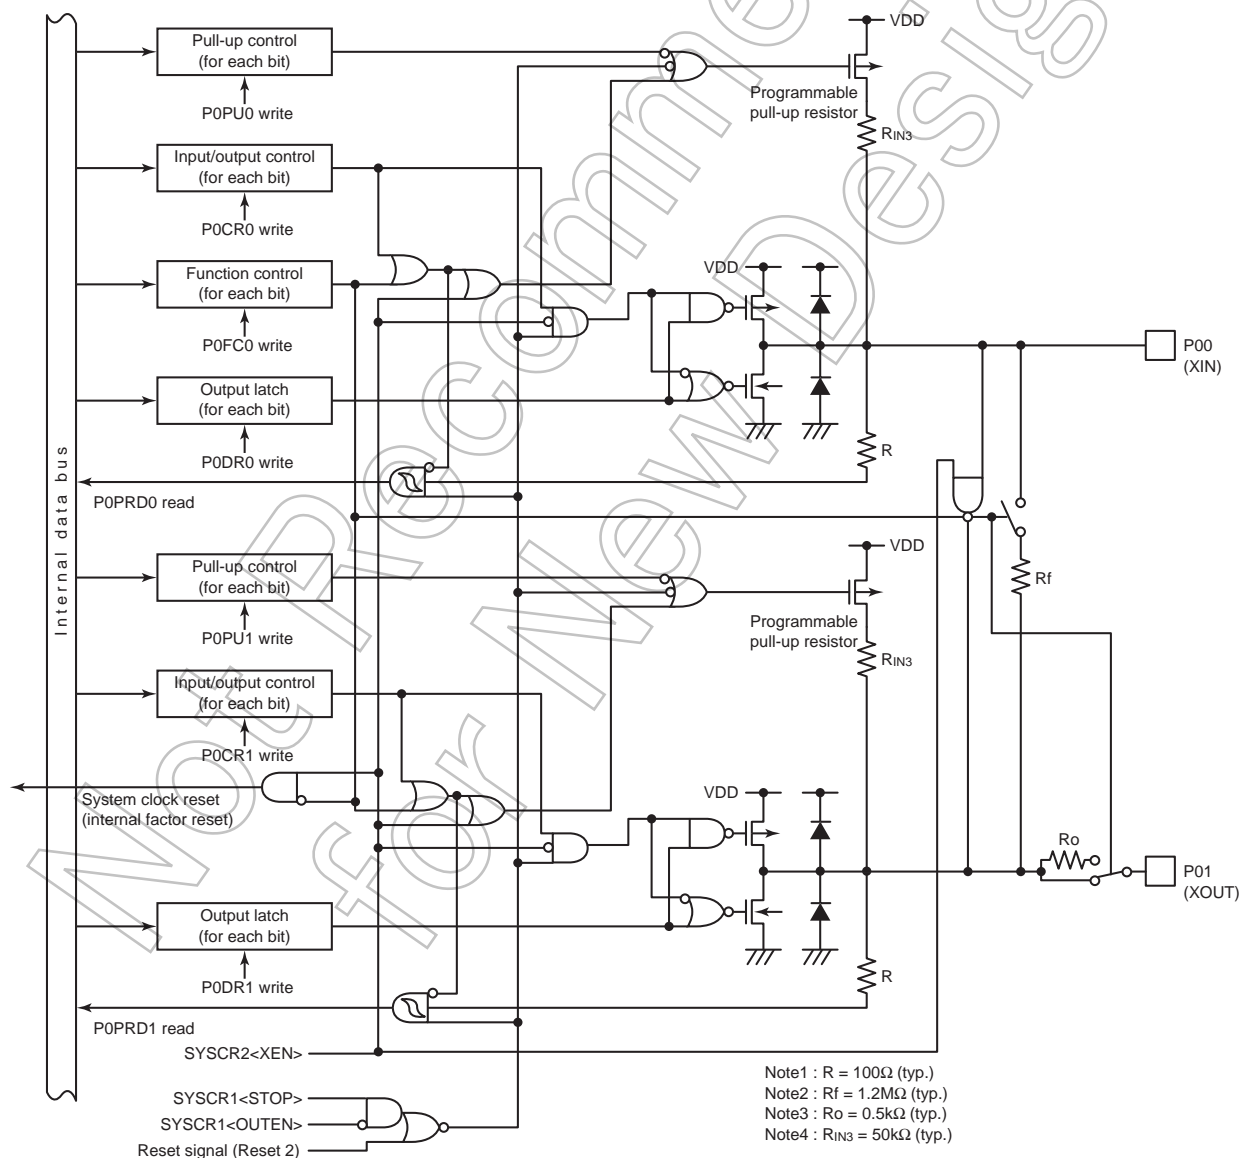 VDD
Pull-up control
(for each bit)
P0PU0 write
Programmable
pull-up resistor
RIN3
Input/output control
(for each bit)
P0CR0 write
Function control
(for each bit)
P0FC0 write
VDD
P00
(XIN)
Output latch
(for each bit)
P0DR0 write
R
P0PRD0 read
Internal data bus
VDD
Pull-up control
(for each bit)
P0PU1 write
Rf
Programmable
pull-up resistor
RIN3
Input/output control
(for each bit)
P0CR1 write
System clock reset
(internal factor reset)
VDD
Ro
P01
(XOUT)
Output latch
(for each bit)
P0DR1 write
R
P0PRD1 read
SYSCR2<XEN>
SYSCR1<STOP>
SYSCR1<OUTEN>
Reset signal (Reset 2)
Note1 : R = 100Ω (typ.)
Note2 : Rf = 1.2MΩ (typ.)
Note3 : Ro = 0.5kΩ (typ.)
Note4 : RIN3 = 50kΩ (typ.)
Not Recomme
for New Desig